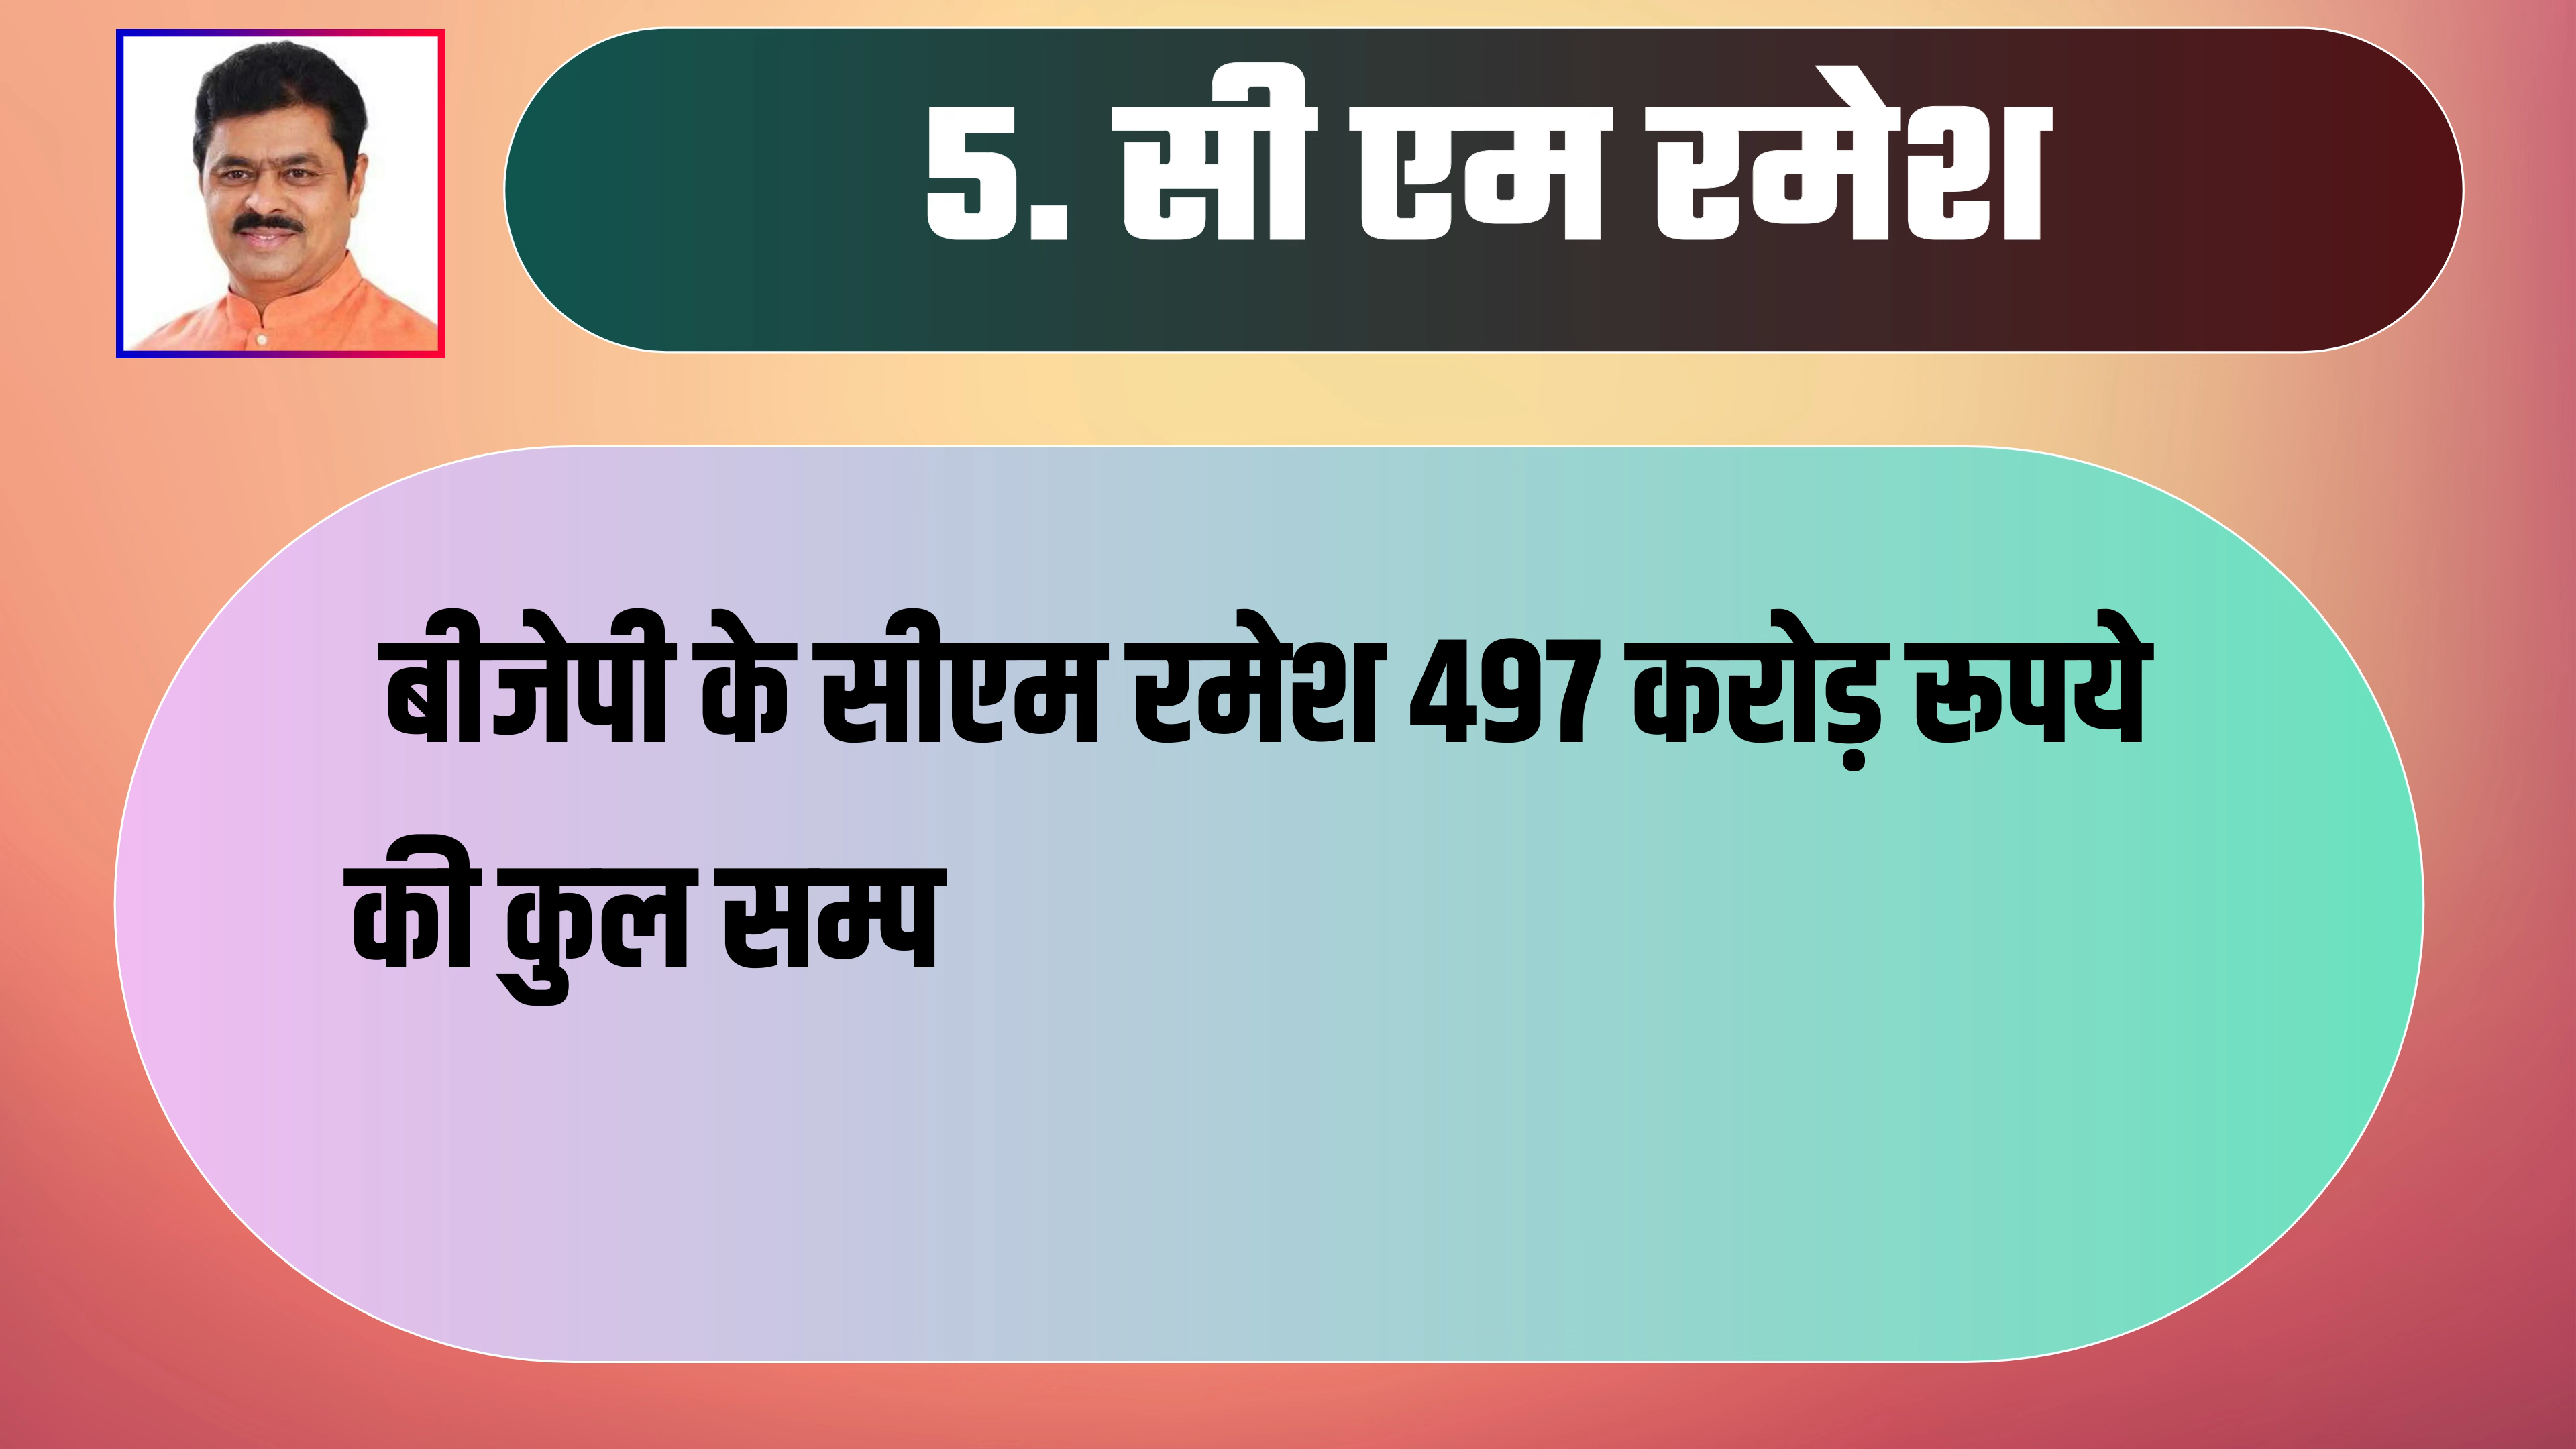 5. सी एम रमेश
बीजेपी के सीएम रमेश 497 करोड़ रूपये
की कुल सम्प